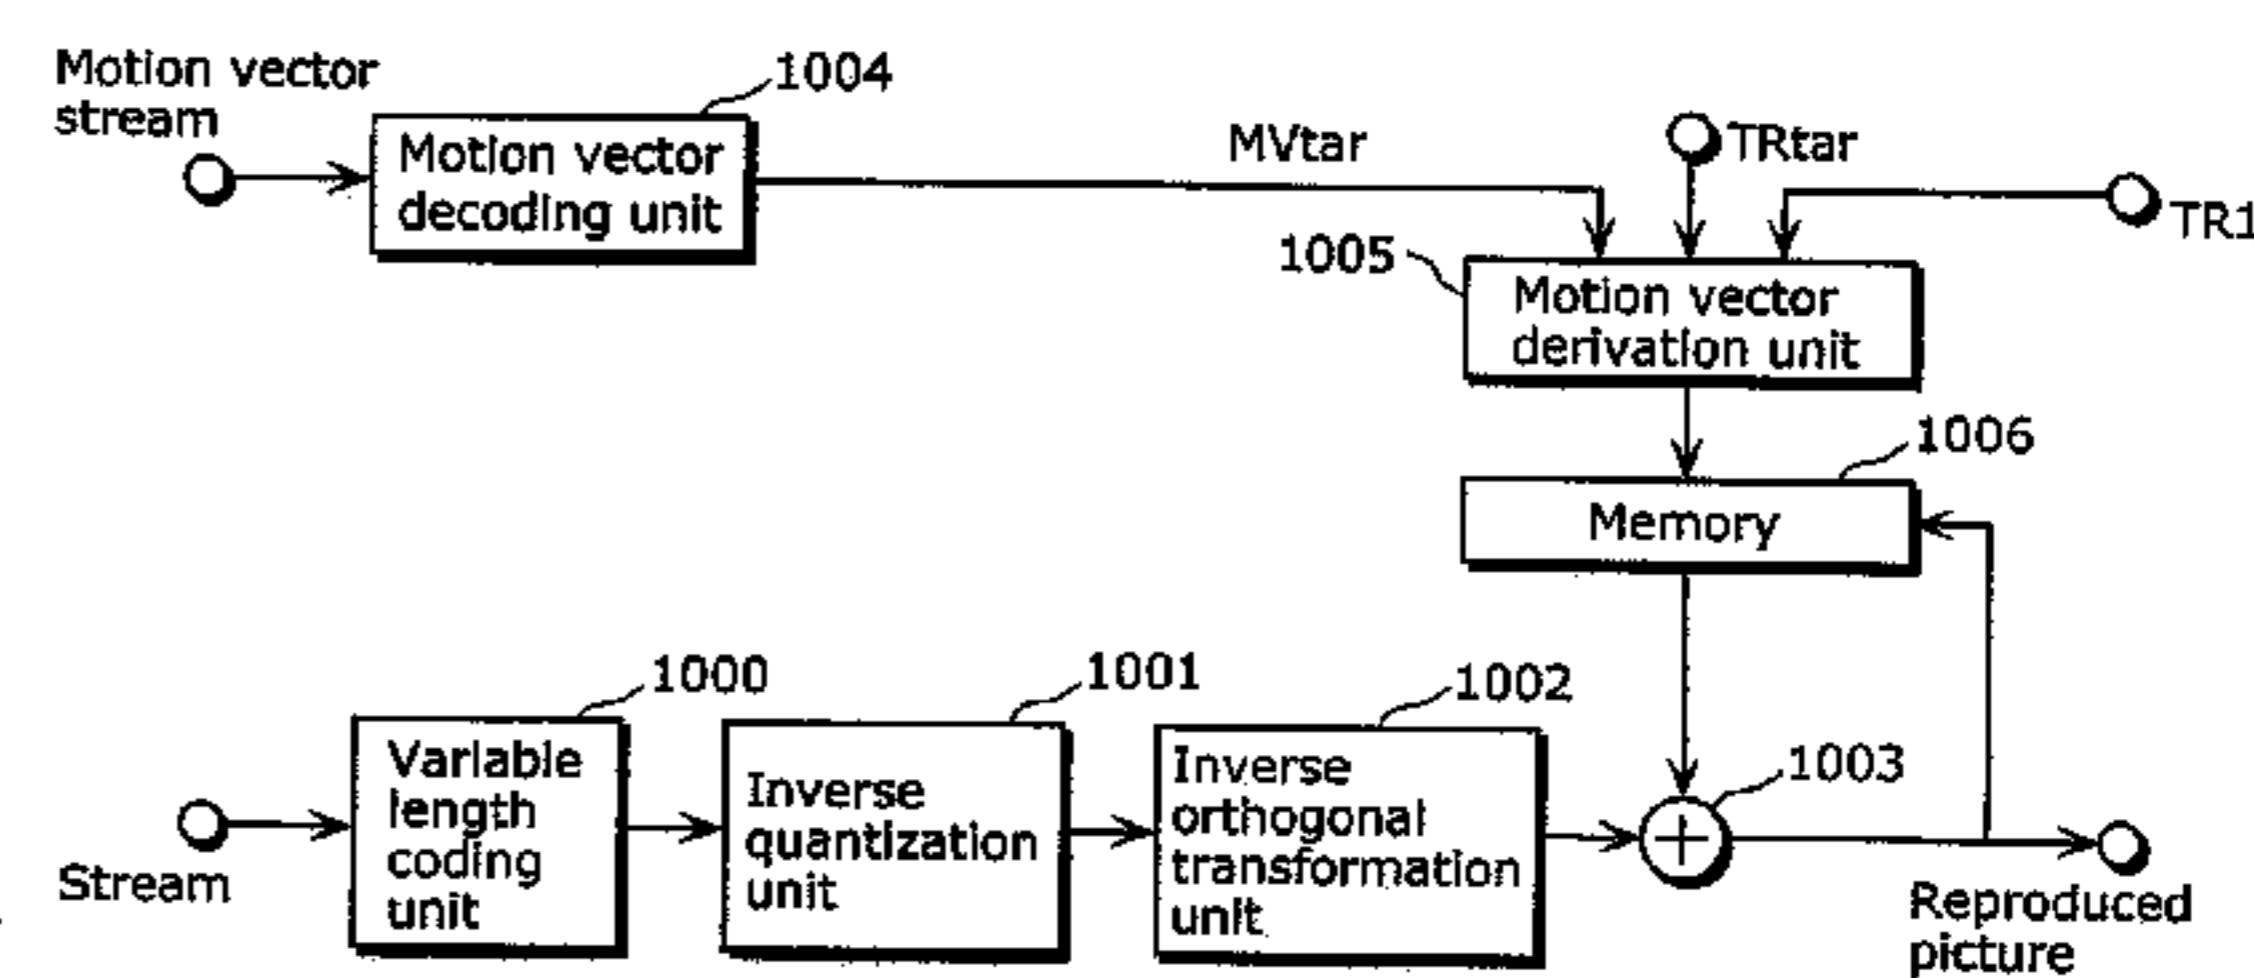 Motion vector
stream
1004
Motion vector
decoding unit
MVtar
TRtar
TR1
1005
Motion vector
derivation unit
1006
Memory
1000
1001
1002
1003
Stream
Variable
length
coding
unit
Inverse
quantization
unit
Inverse
orthogonal
transformation
unit
Reproduced
picture